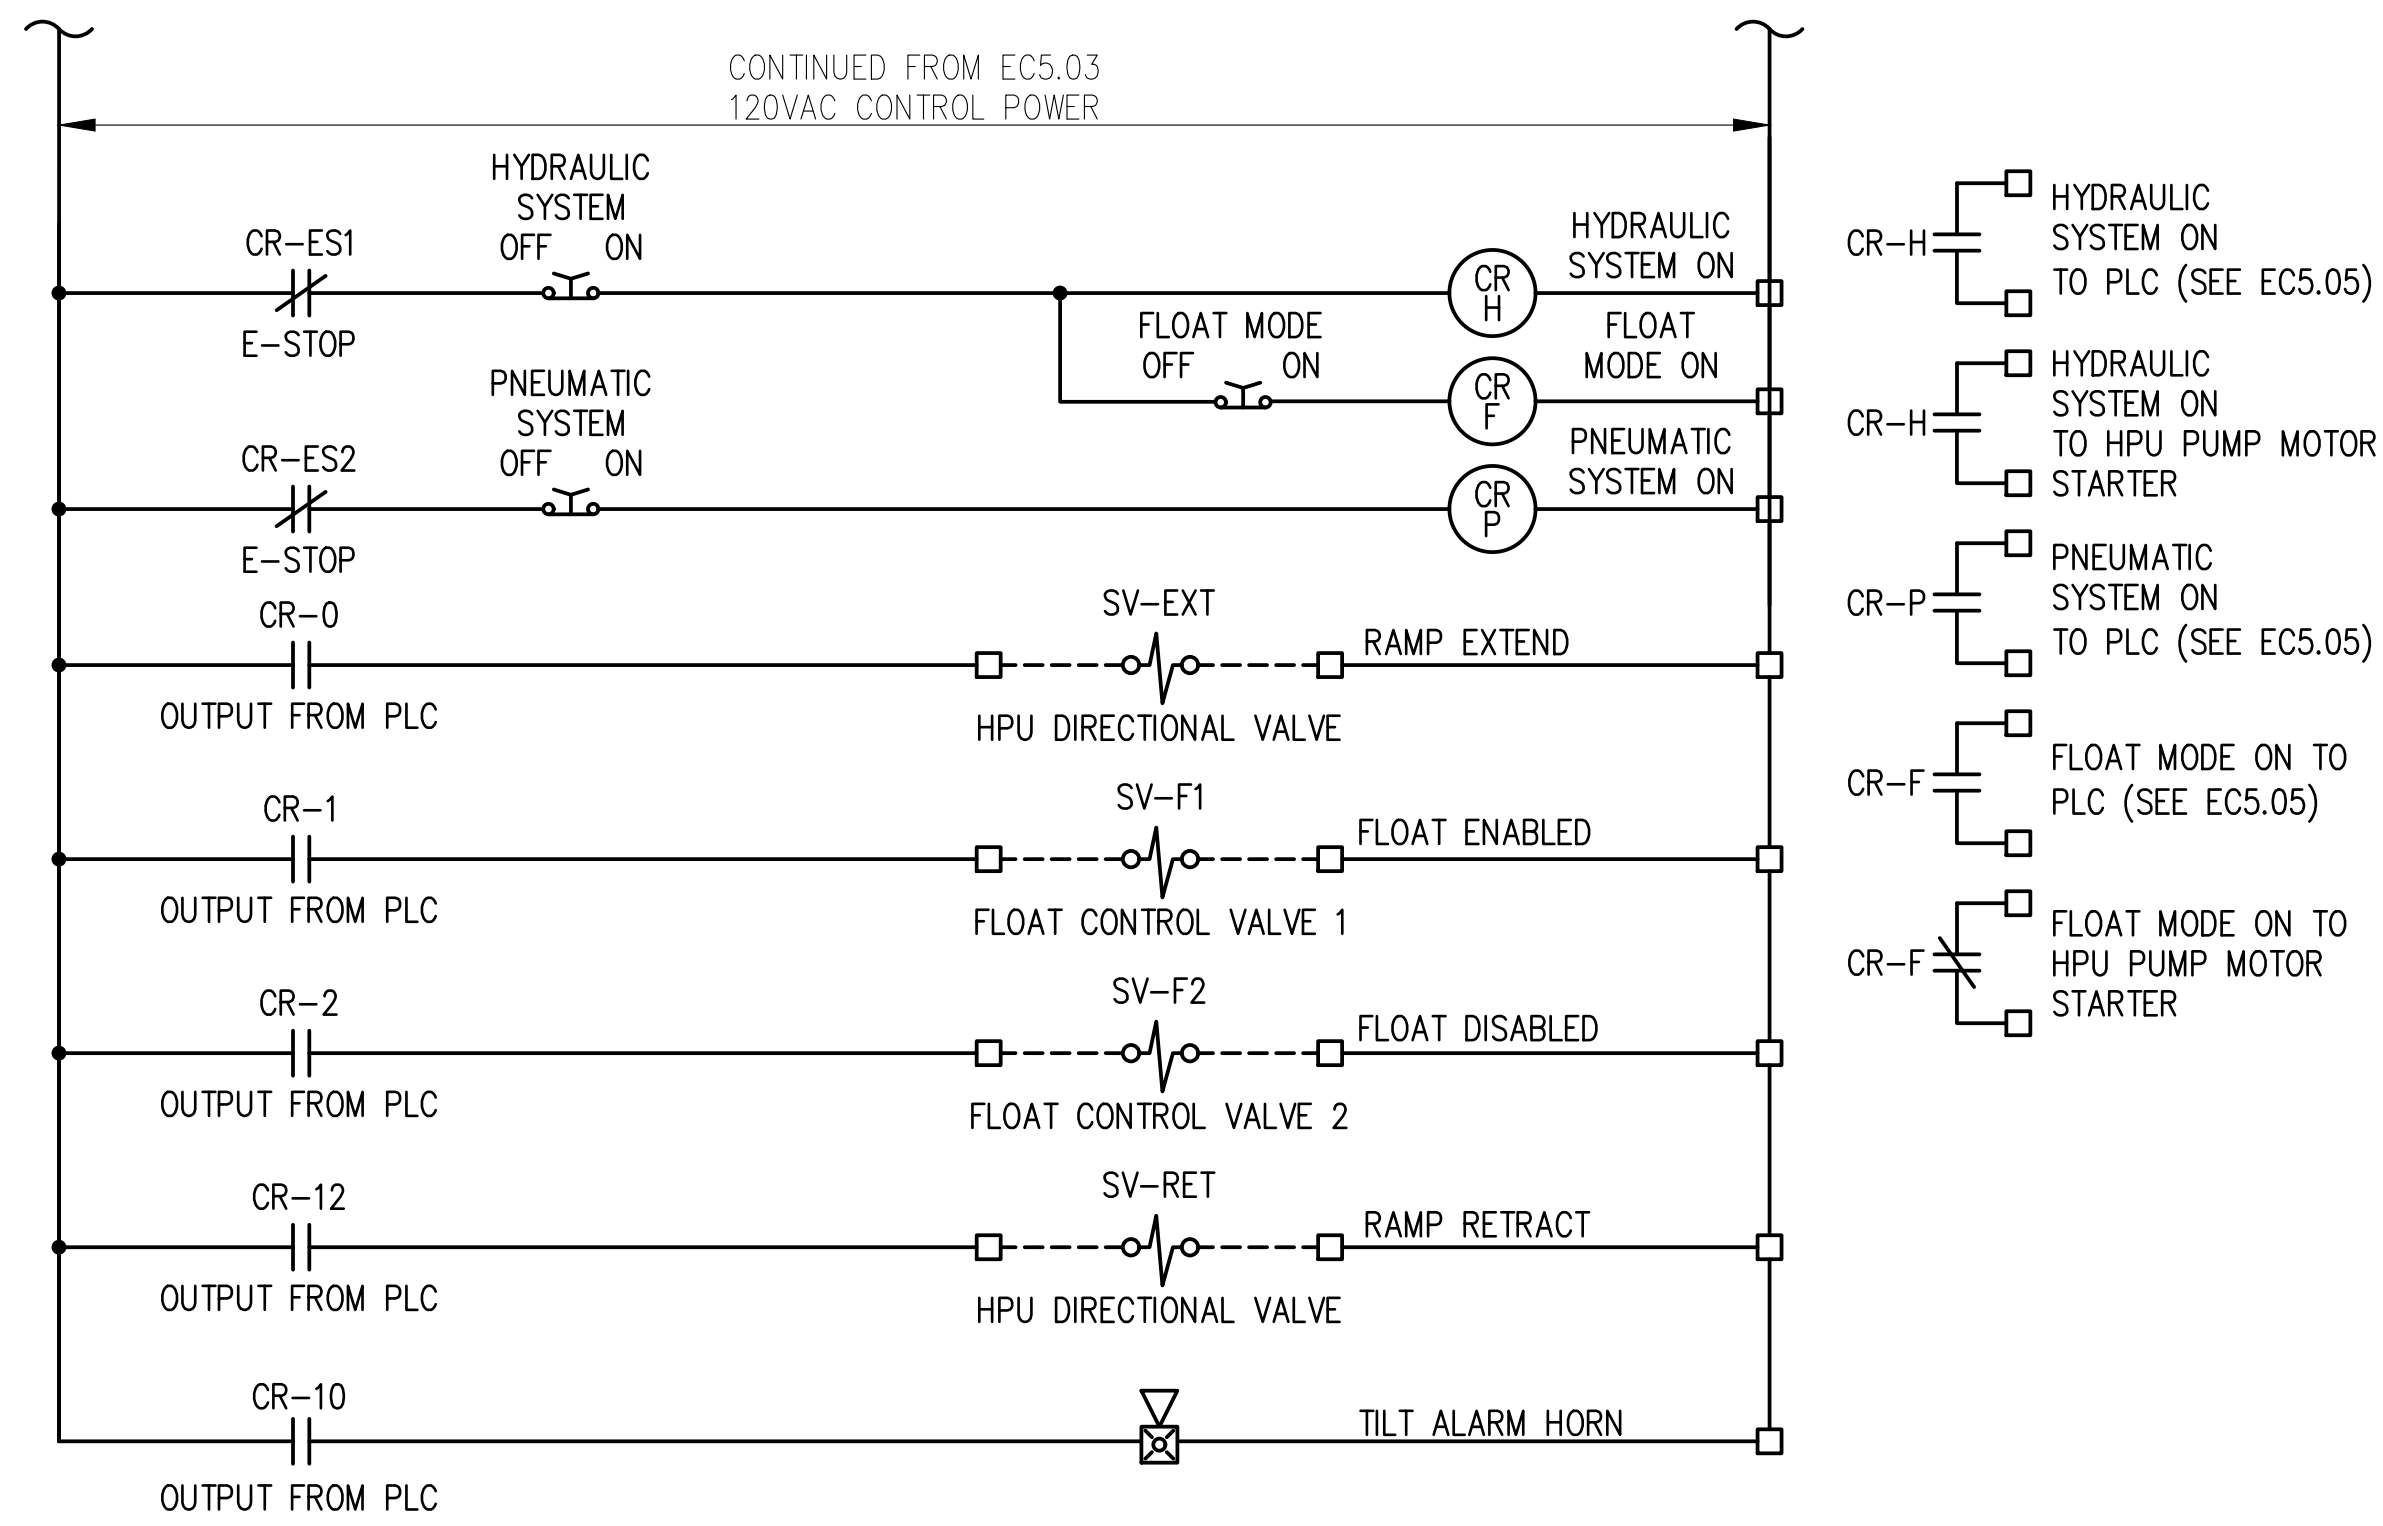 CONTINUED FROM EC5.03
120VAC CONTROL POWER
HYDRAULIC
SYSTEM
OFF ON
CR-ES1
E-STOP
CR
H
HYDRAULIC
SYSTEM ON
FLOAT MODE
OFF ON
CR
F
FLOAT
MODE ON
PNEUMATIC
SYSTEM
OFF ON
CR-ES2
E-STOP
CR
P
PNEUMATIC
SYSTEM ON
CR-0
OUTPUT FROM PLC
SV-EXT
HPU DIRECTIONAL VALVE
RAMP EXTEND
CR-1
OUTPUT FROM PLC
SV-F1
FLOAT CONTROL VALVE 1
FLOAT ENABLED
CR-2
OUTPUT FROM PLC
SV-F2
FLOAT CONTROL VALVE 2
FLOAT DISABLED
CR-12
OUTPUT FROM PLC
SV-RET
HPU DIRECTIONAL VALVE
RAMP RETRACT
CR-10
OUTPUT FROM PLC
TILT ALARM HORN
CR-H
HYDRAULIC
SYSTEM ON
TO PLC (SEE EC5.05)
CR-H
HYDRAULIC
SYSTEM ON
TO HPU PUMP MOTOR
STARTER
CR-P
PNEUMATIC
SYSTEM ON
TO PLC (SEE EC5.05)
CR-F
FLOAT MODE ON TO
PLC (SEE EC5.05)
CR-F
FLOAT MODE ON TO
HPU PUMP MOTOR
STARTER